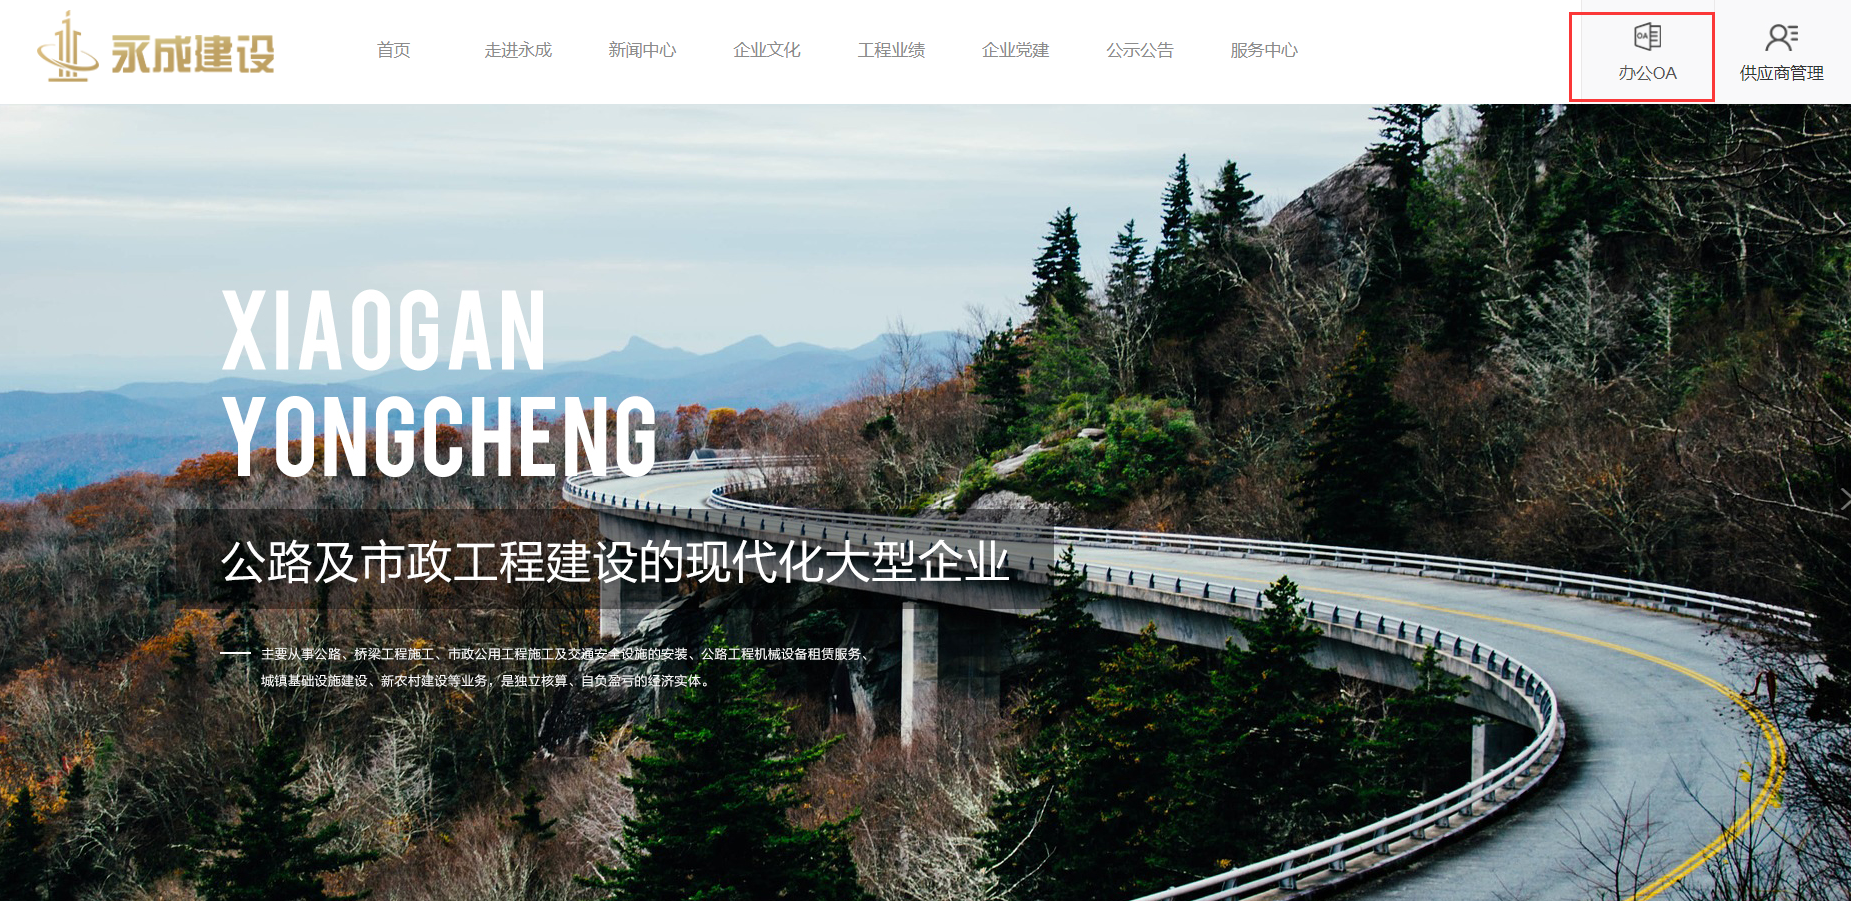 永成建设
首页 走进永成 新闻中心 企业文化 工程业绩 企业党建 公示公告 服务中心
OA
办公OA
供应商管理
XIAOGAN
YONGCHENG
公路及市政工程建设的现代化大型企业
主要从事公路、桥梁工程施工、市政公用工程施工及交通安全设施的安装、公路工程机械设备租赁服务、
城镇基础设施建设、新农村建设等业务，是独立核算、自负盈亏的经济实体。